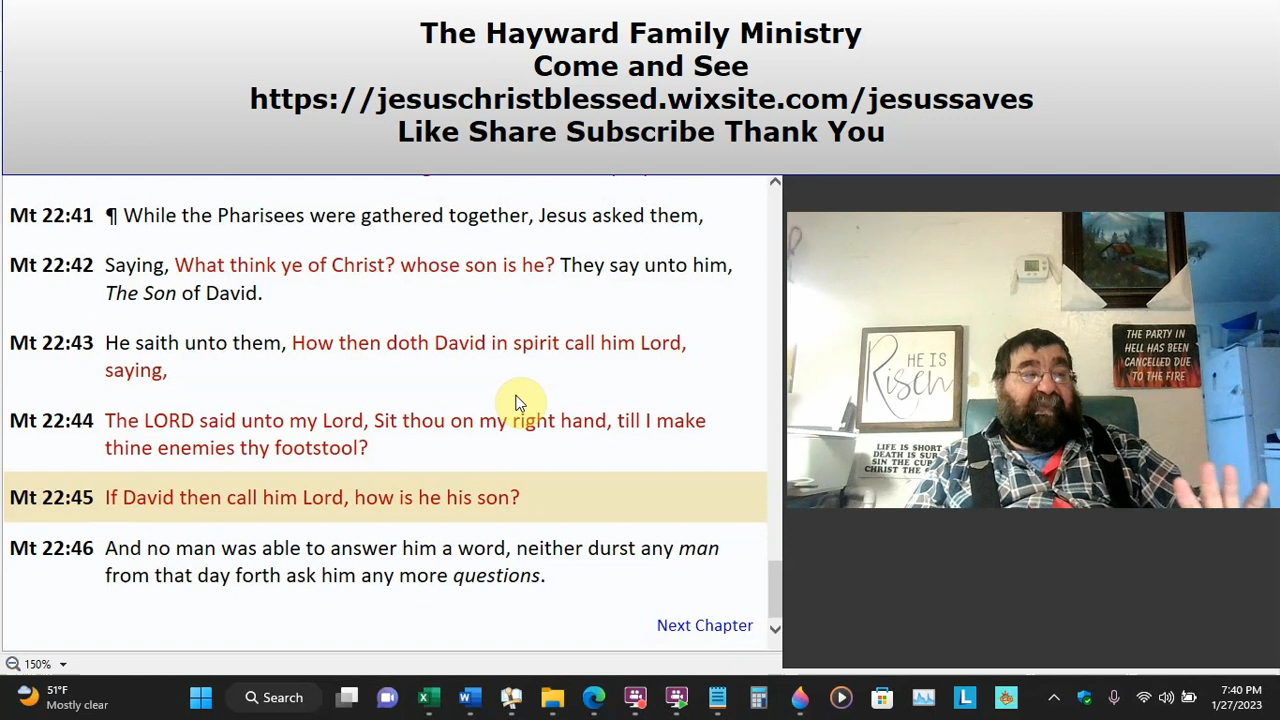 The Hayward Family Ministry
Come and See
https://jesuschristblessed.wixsite.com/jesussaves
Like Share Subscribe Thank You
Mt 22:41 ¶ While the Pharisees were gathered together, Jesus asked them,
Mt 22:42 Saying, What think ye of Christ? whose son is he? They say unto him,
The Son of David.
Mt 22:43 He saith unto them, How then doth David in spirit call him Lord,
saying,
Mt 22:44 The LORD said unto my Lord, Sit thou on my right hand, till I make
thine enemies thy footstool?
Mt 22:45 If David then call him Lord, how is he his son?
Mt 22:46 And no man was able to answer him a word, neither durst any man
from that day forth ask him any more questions.
Next Chapter
150%
HE IS
Risen
THE PARTY IN
HELL HAS BEEN
CANCELLED DUE
TO THE FIRE
LIFE IS SHORT
DEATH IS
SIN THE
CHRIST THE
51°F
Mostly clear
Search
7:40 PM
1/27/2023